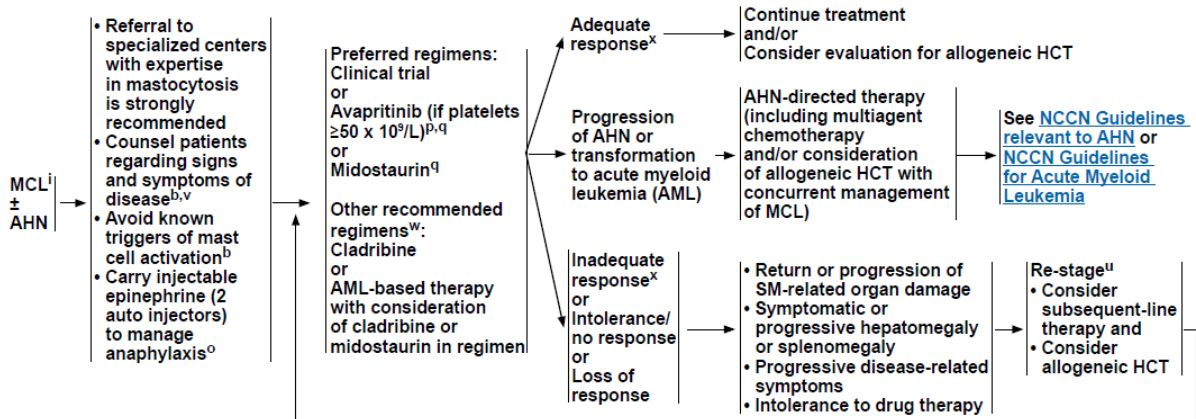 MCLⁱ
±
AHN
• Referral to
specialized centers
with expertise
in mastocytosis
is strongly
recommended
• Counsel patients
regarding signs
and symptoms of
diseaseᵇ,ᵛ
• Avoid known
triggers of mast
cell activationᵇ
• Carry injectable
epinephrine (2
auto injectors)
to manage
anaphylaxisᵒ
Preferred regimens:
Clinical trial
or
Avapritinib (if platelets
≥50 x 10⁹/L)ᵖ,q
or
Midostaurinq
Other recommended
regimensʷ:
Cladribine
or
AML-based therapy
with consideration
of cladribine or
midostaurin in regimen
Adequate
responseˣ
Continue treatment
and/or
Consider evaluation for allogeneic HCT
Progression
of AHN or
transformation
to acute myeloid
leukemia (AML)
AHN-directed therapy
(including multiagent
chemotherapy
and/or consideration
of allogeneic HCT with
concurrent management
of MCL)
See NCCN Guidelines
relevant to AHN or
NCCN Guidelines
for Acute Myeloid
Leukemia
Inadequate
responseˣ
or
Intolerance/
no response
or
Loss of
response
• Return or progression of
SM-related organ damage
• Symptomatic or
progressive hepatomegaly
or splenomegaly
• Progressive disease-related
symptoms
• Intolerance to drug therapy
Re-stageᵘ
• Consider
subsequent-line
therapy and
• Consider
allogeneic HCT